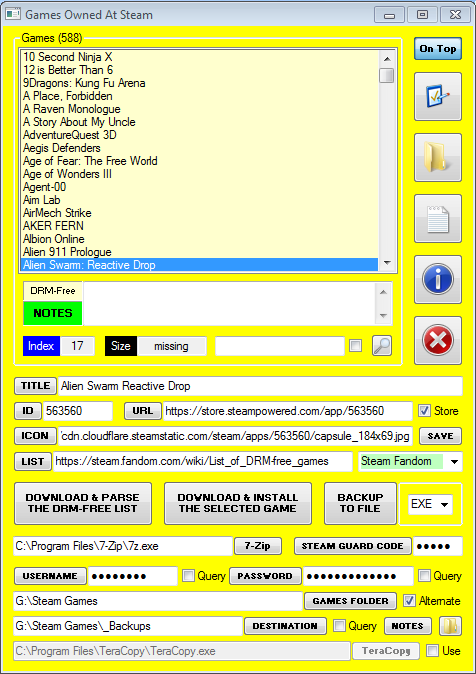 Games Owned At Steam
Games (588)
On Top
10 Second Ninja X
12 is Better Than 6
9Dragons: Kung Fu Arena
A Place, Forbidden
A Raven Monologue
A Story About My Uncle
AdventureQuest 3D
Aegis Defenders
Age of Fear: The Free World
Age of Wonders III
Agent-00
Aim Lab
AirMech Strike
AKER FERN
Albion Online
Alien 911 Prologue
Alien Swarm: Reactive Drop
DRM-Free
NOTES
Index 17 Size missing
TITLE Alien Swarm Reactive Drop
ID 563560 URL https://store.steampowered.com/app/563560 Store
ICON 'cdn.cloudflare.steamstatic.com/steam/apps/563560/capsule_184x69.jpg SAVE
LIST https://steam.fandom.com/wiki/List_of_DRM-free_games Steam Fandom
DOWNLOAD & PARSE THE DRM-FREE LIST
DOWNLOAD & INSTALL THE SELECTED GAME
BACKUP TO FILE
EXE
C:\Program Files\7-Zip\7z.exe 7-Zip STEAM GUARD CODE ●●●●●
USERNAME ●●●●●●●● Query PASSWORD ●●●●●●●●●●●●● Query
G:\Steam Games GAMES FOLDER Alternate
G:\Steam Games\_Backups DESTINATION Query NOTES
C:\Program Files\TeraCopy\TeraCopy.exe TeraCopy Use